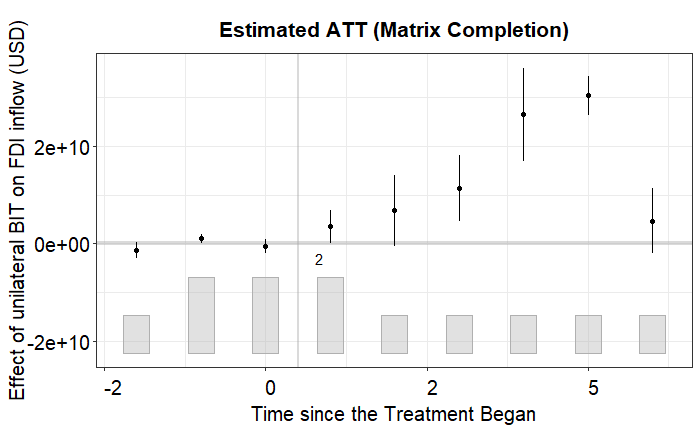 Estimated ATT (Matrix Completion)
Effect of unilateral BIT on FDI inflow (USD)
2e+10
0e+00
-2e+10
2
-2
0
2
5
Time since the Treatment Began